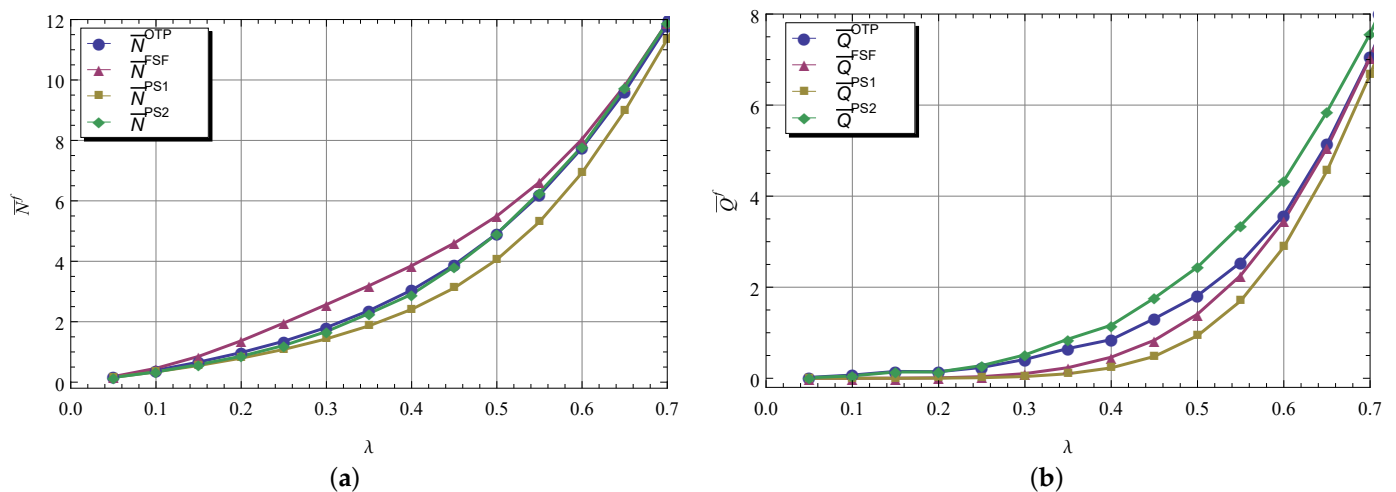 12
10
8
6
4
2
0
N̄ᶠ
N̄^OTP
N̄^FSF
N̄^PS1
N̄^PS2
0.0 0.1 0.2 0.3 0.4 0.5 0.6 0.7
λ
(a)
8
6
4
2
0
Q̄ᶠ
Q̄^OTP
Q̄^FSF
Q̄^PS1
Q̄^PS2
0.0 0.1 0.2 0.3 0.4 0.5 0.6 0.7
λ
(b)